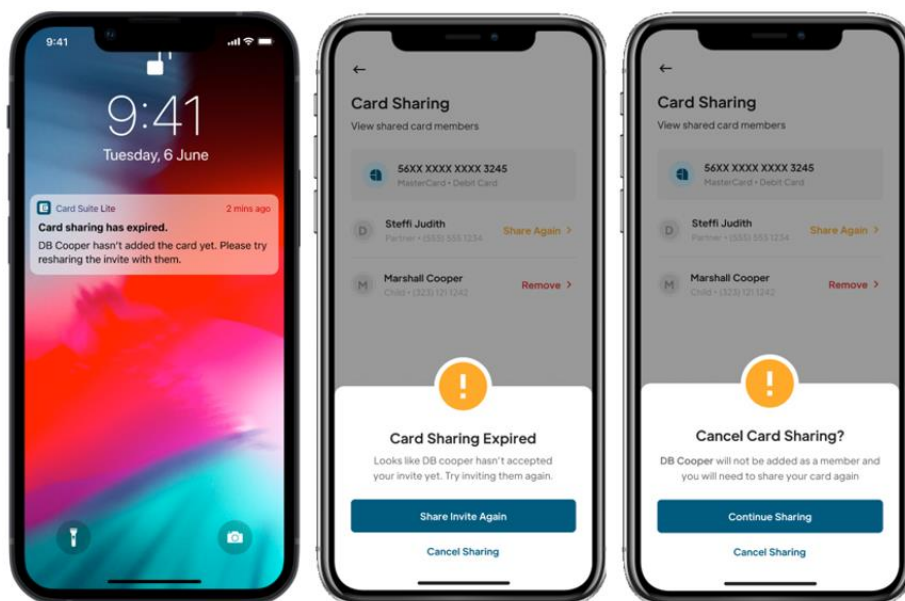 9:41
9:41
Tuesday, 6 June
Card Suite Lite 2 mins ago
Card sharing has expired.
DB Cooper hasn't added the card yet. Please try
resharing the invite with them.
Card Sharing
View shared card members
56XX XXXX XXXX 3245
MasterCard • Debit Card
D Steffi Judith
Partner • (555) 555 1234
Share Again >
M Marshall Cooper
Child • (323) 121 1242
Remove >
!
Card Sharing Expired
Looks like DB cooper hasn't accepted
your invite yet. Try inviting them again.
Share Invite Again
Cancel Sharing
Card Sharing
View shared card members
56XX XXXX XXXX 3245
MasterCard • Debit Card
D Steffi Judith
Partner • (555) 555 1234
Share Again >
M Marshall Cooper
Child • (323) 121 1242
Remove >
!
Cancel Card Sharing?
DB Cooper will not be added as a member and
you will need to share your card again
Continue Sharing
Cancel Sharing